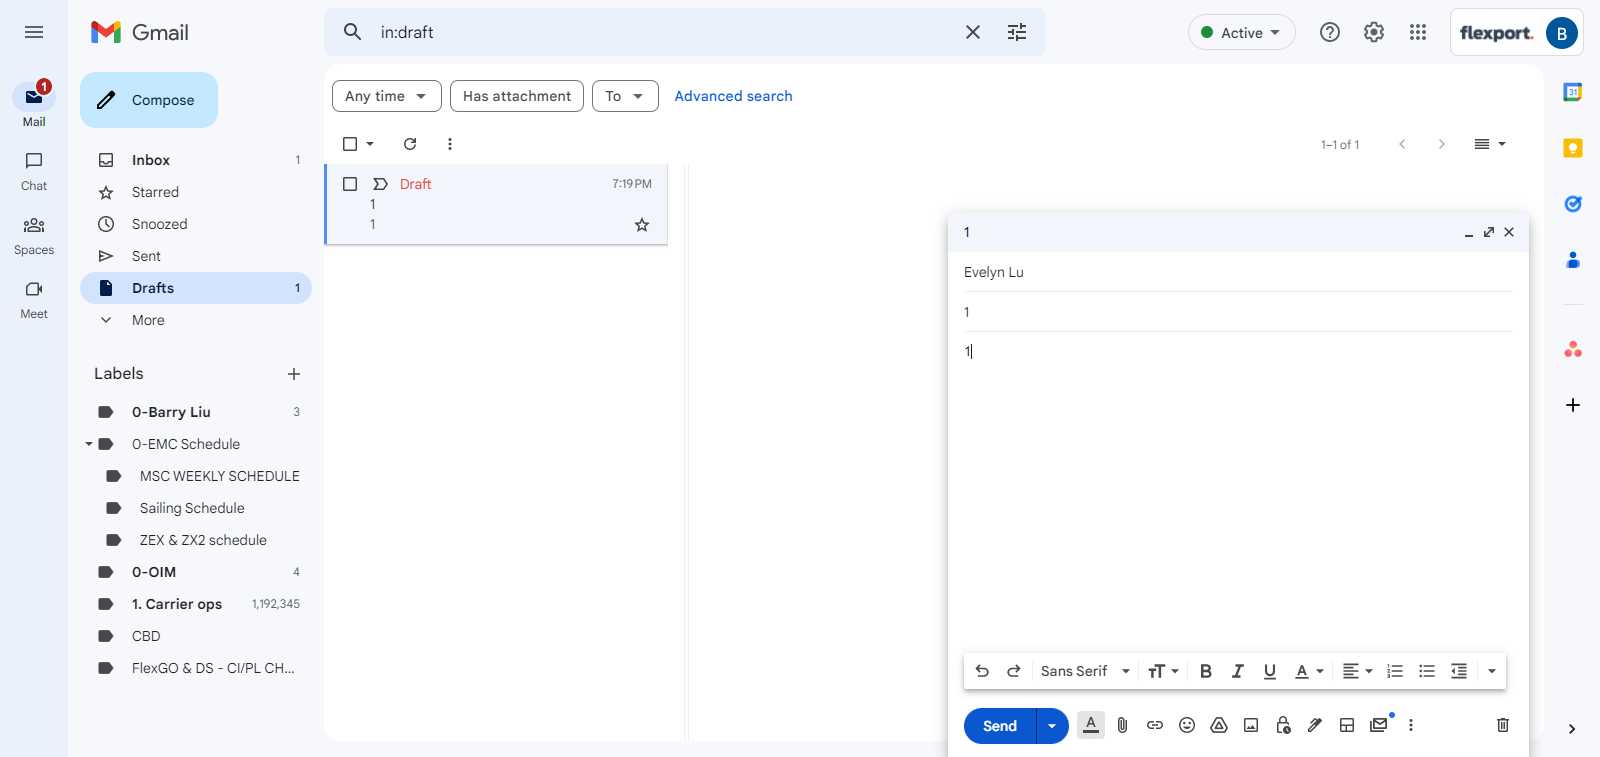 Gmail
in:draft
Active
flexport.
B
1
Mail
Chat
Spaces
Meet
Compose
Inbox 1
Starred
Snoozed
Sent
Drafts 1
More
Labels
0-Barry Liu 3
0-EMC Schedule
MSC WEEKLY SCHEDULE
Sailing Schedule
ZEX & ZX2 schedule
0-OIM 4
1. Carrier ops 1,192,345
CBD
FlexGO & DS - CI/PL CH...
Any time
Has attachment
To
Advanced search
1–1 of 1
Draft 7:19 PM
1
1
1
Evelyn Lu
1
1
Sans Serif
B I U A
Send
A
31